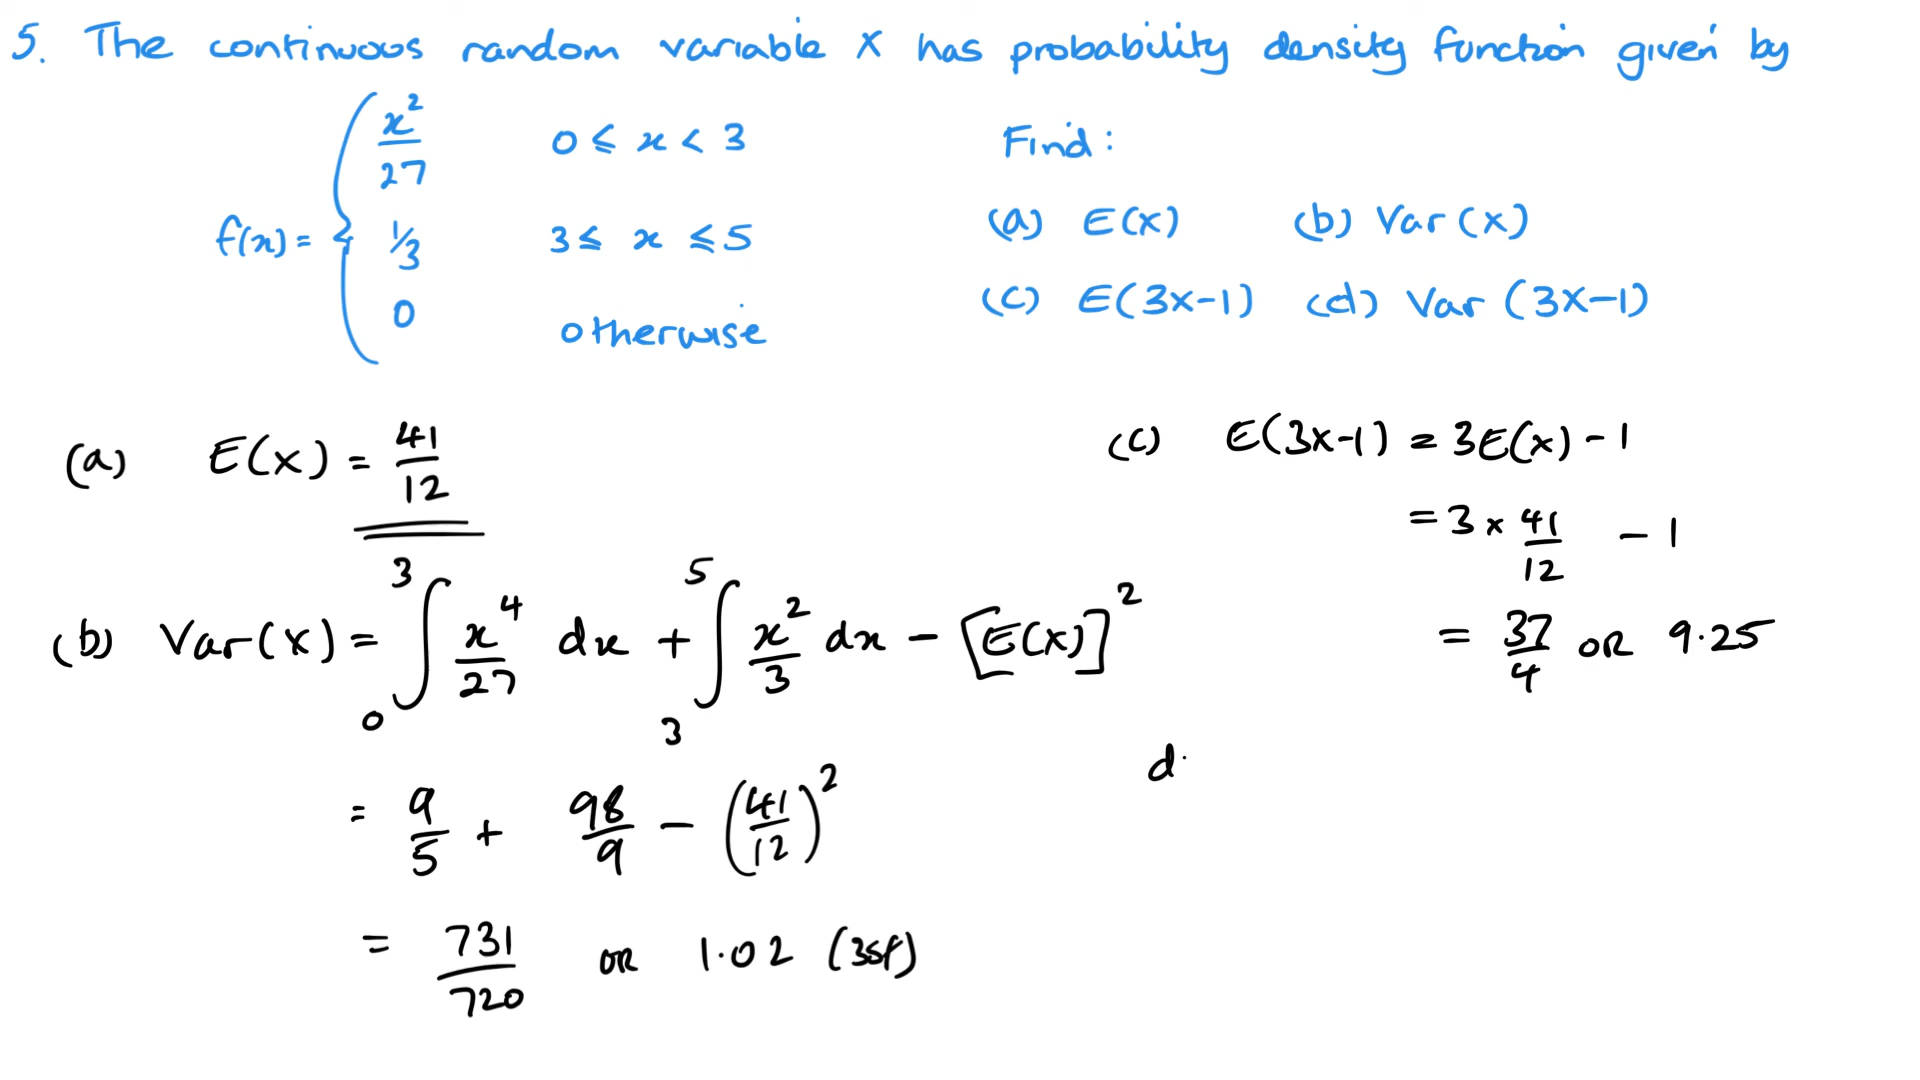 5. The continuous random variable X has probability density function given by
f(x) = { x²/27 0 ⩽ x < 3
1/3 3 ⩽ x ⩽ 5
0 otherwise
Find:
(a) E(X) (b) Var(X)
(c) E(3X-1) (d) Var(3X-1)
(a) E(X) = 41/12
(b) Var(X) = ∫₀³ x⁴/27 dx + ∫₃⁵ x²/3 dx - [E(X)]²
= 9/5 + 98/9 - (41/12)²
= 731/720 OR 1.02 (3sf)
(c) E(3X-1) = 3E(X) - 1
= 3 × 41/12 - 1
= 37/4 OR 9.25
d.